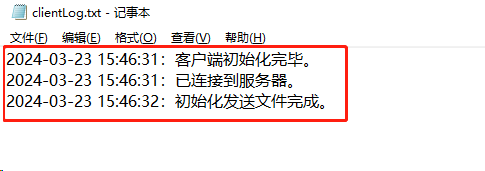 clientLog.txt - 记事本
文件(F) 编辑(E) 格式(O) 查看(V) 帮助(H)
2024-03-23 15:46:31：客户端初始化完毕。
2024-03-23 15:46:31：已连接到服务器。
2024-03-23 15:46:32：初始化发送文件完成。